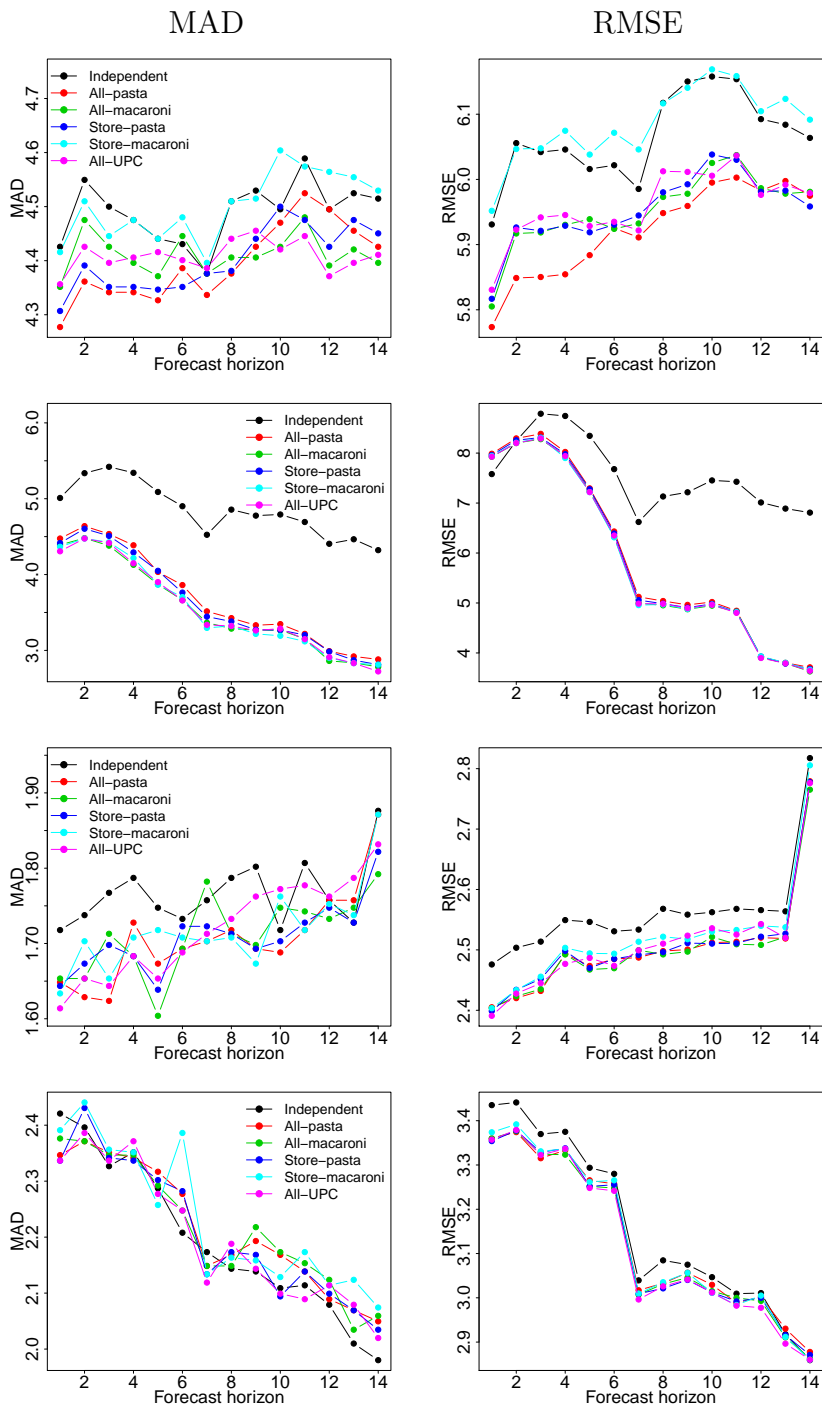 MAD
RMSE
MAD
4.3 4.4 4.5 4.6 4.7
Independent
All−pasta
All−macaroni
Store−pasta
Store−macaroni
All−UPC
2 4 6 8 10 12 14
Forecast horizon
RMSE
5.8 5.9 6.0 6.1
2 4 6 8 10 12 14
Forecast horizon
MAD
3.0 4.0 5.0 6.0
Independent
All−pasta
All−macaroni
Store−pasta
Store−macaroni
All−UPC
2 4 6 8 10 12 14
Forecast horizon
RMSE
4 5 6 7 8
2 4 6 8 10 12 14
Forecast horizon
MAD
1.60 1.70 1.80 1.90
Independent
All−pasta
All−macaroni
Store−pasta
Store−macaroni
All−UPC
2 4 6 8 10 12 14
Forecast horizon
RMSE
2.4 2.5 2.6 2.7 2.8
2 4 6 8 10 12 14
Forecast horizon
MAD
2.0 2.1 2.2 2.3 2.4
Independent
All−pasta
All−macaroni
Store−pasta
Store−macaroni
All−UPC
2 4 6 8 10 12 14
Forecast horizon
RMSE
2.9 3.0 3.1 3.2 3.3 3.4
2 4 6 8 10 12 14
Forecast horizon